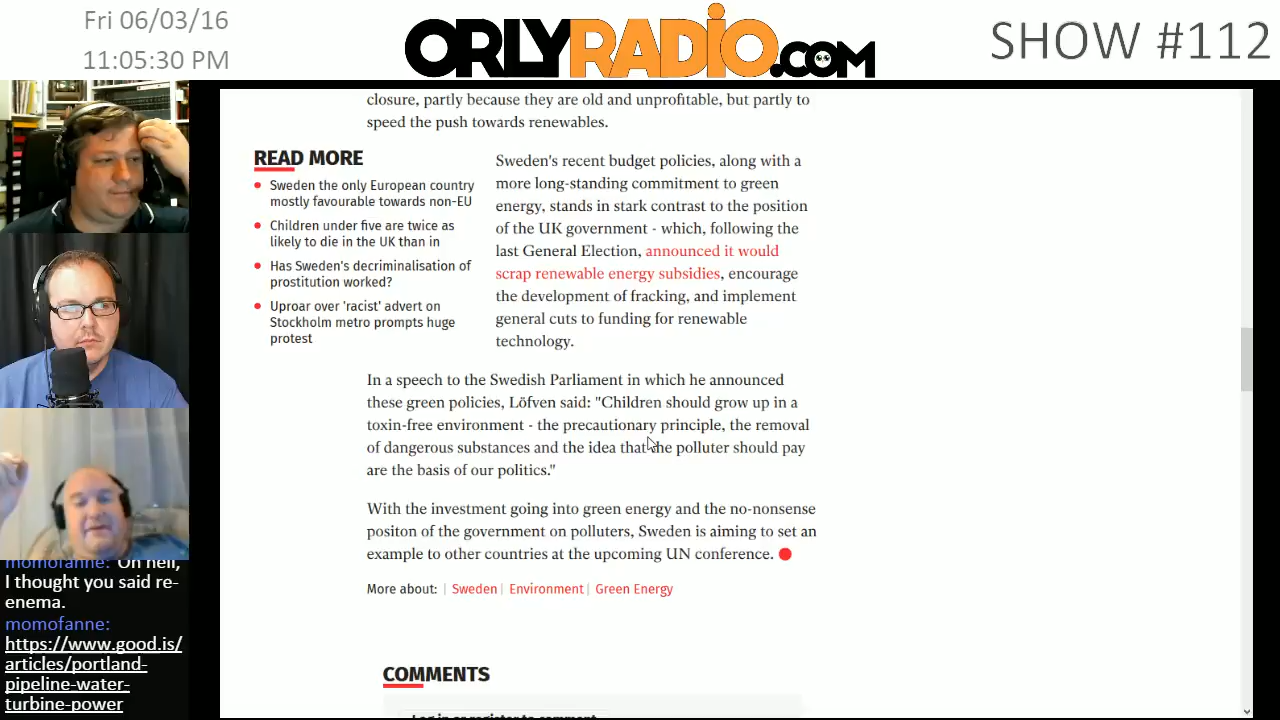 Fri 06/03/16
11:05:30 PM
ORLYRADIO.COM
SHOW #112
closure, partly because they are old and unprofitable, but partly to
speed the push towards renewables.
READ MORE
Sweden the only European country
mostly favourable towards non-EU
Children under five are twice as
likely to die in the UK than in
Has Sweden's decriminalisation of
prostitution worked?
Uproar over 'racist' advert on
Stockholm metro prompts huge
protest
Sweden's recent budget policies, along with a
more long-standing commitment to green
energy, stands in stark contrast to the position
of the UK government - which, following the
last General Election, announced it would
scrap renewable energy subsidies, encourage
the development of fracking, and implement
general cuts to funding for renewable
technology.
In a speech to the Swedish Parliament in which he announced
these green policies, Löfven said: "Children should grow up in a
toxin-free environment - the precautionary principle, the removal
of dangerous substances and the idea that the polluter should pay
are the basis of our politics."
With the investment going into green energy and the no-nonsense
positon of the government on polluters, Sweden is aiming to set an
example to other countries at the upcoming UN conference.
More about: | Sweden | Environment | Green Energy
COMMENTS
Log in or register to comment
momofanne: Oh hell,
I thought you said re-
enema.
momofanne:
https://www.good.is/
articles/portland-
pipeline-water-
turbine-power